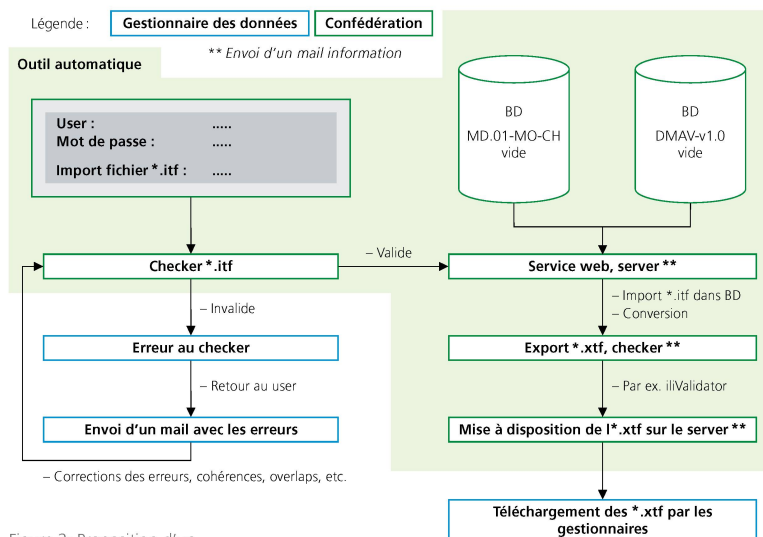 Légende :
Gestionnaire des données
Confédération
** Envoi d'un mail information
Outil automatique
User : .....
Mot de passe : .....
Import fichier *.itf : .....
BD
MD.01-MO-CH
vide
BD
DMAV-v1.0
vide
Checker *.itf
– Valide
Service web, server **
– Invalide
– Import *.itf dans BD
– Conversion
Erreur au checker
Export *.xtf, checker **
– Retour au user
– Par ex. iliValidator
Envoi d'un mail avec les erreurs
Mise à disposition de l*.xtf sur le server **
– Corrections des erreurs, cohérences, overlaps, etc.
Téléchargement des *.xtf par les
gestionnaires